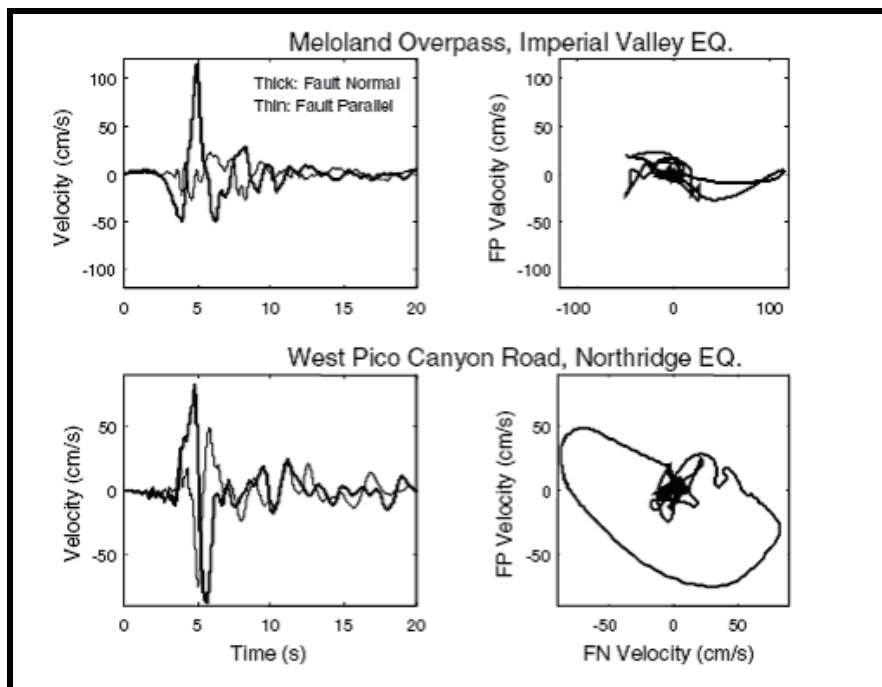 Meloland Overpass, Imperial Valley EQ.
Thick: Fault Normal
Thin: Fault Parallel
Velocity (cm/s)
100
50
0
-50
-100
0 5 10 15 20
FP Velocity (cm/s)
100
50
0
-50
-100
-100 0 100
West Pico Canyon Road, Northridge EQ.
Velocity (cm/s)
50
0
-50
0 5 10 15 20
Time (s)
FP Velocity (cm/s)
50
0
-50
-50 0 50
FN Velocity (cm/s)